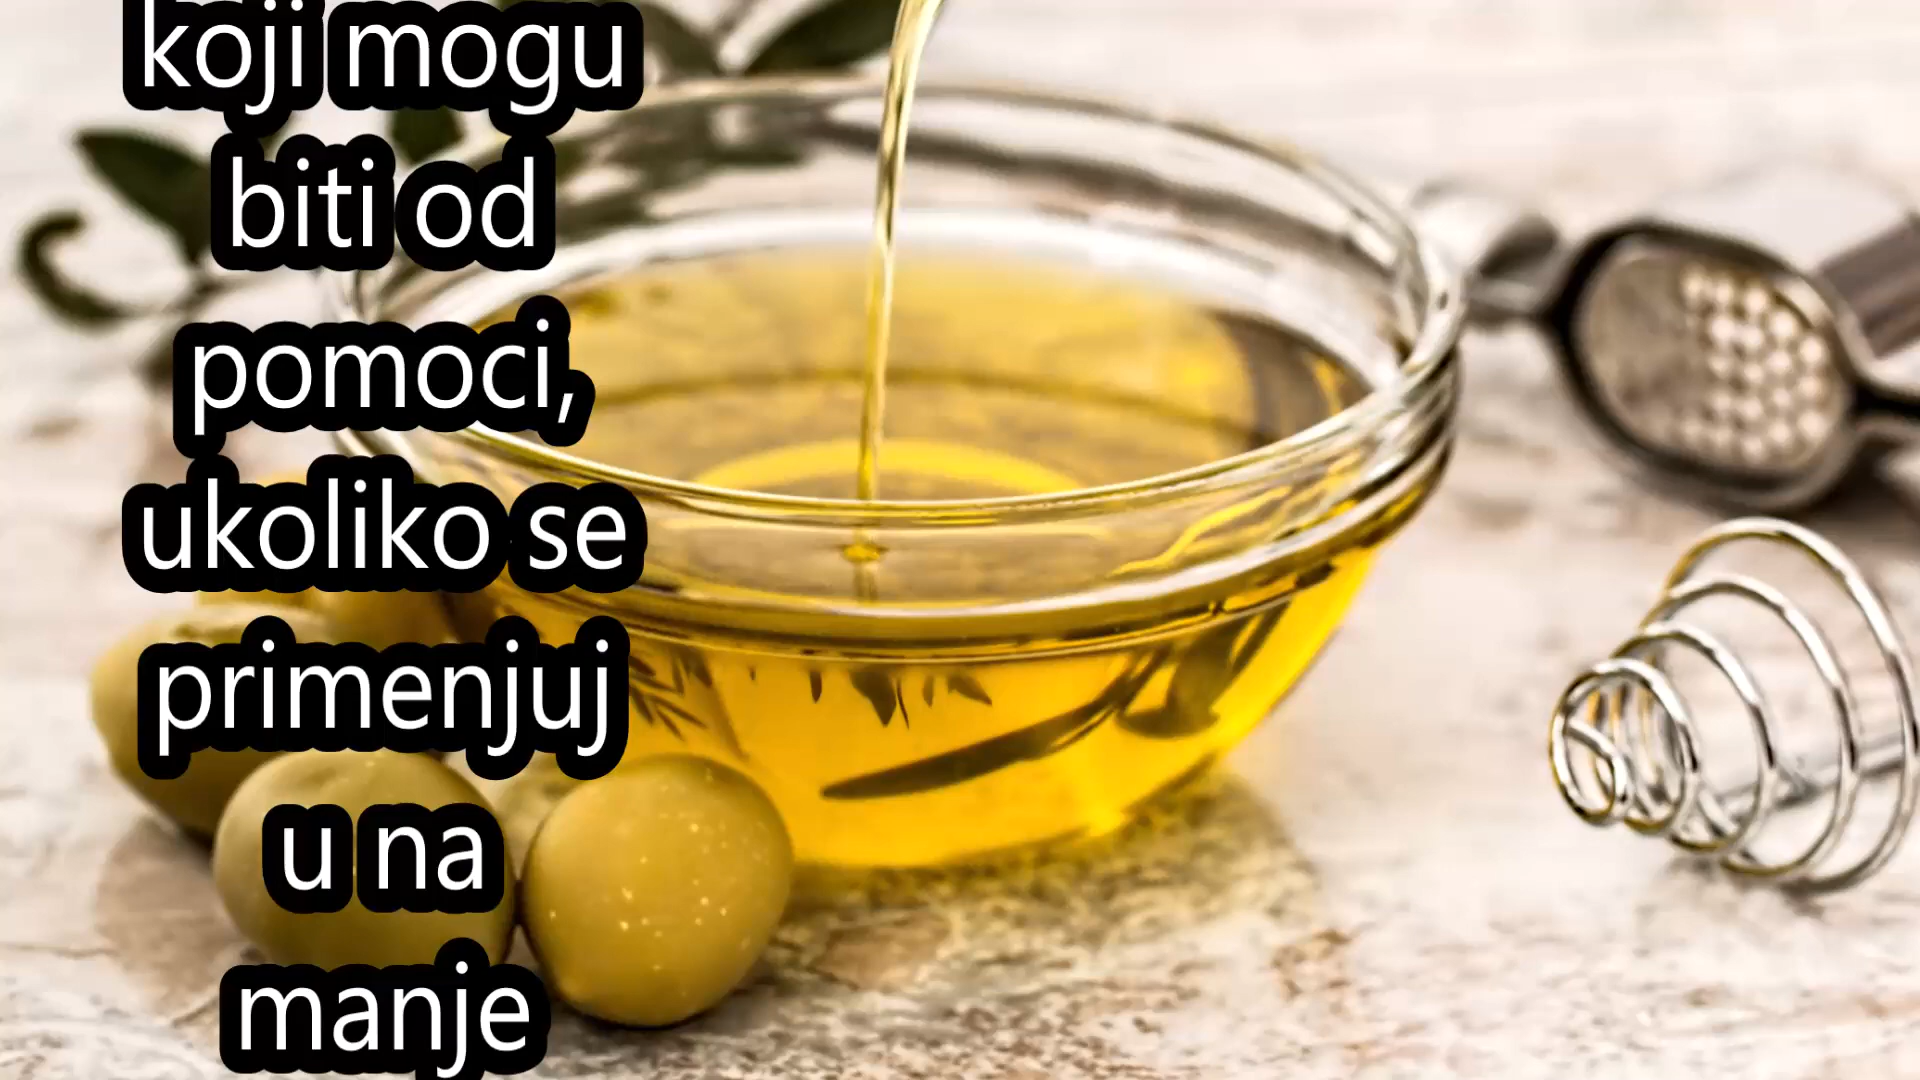 koji mogu
biti od
pomoci,
ukoliko se
primenjuj
u na
manje